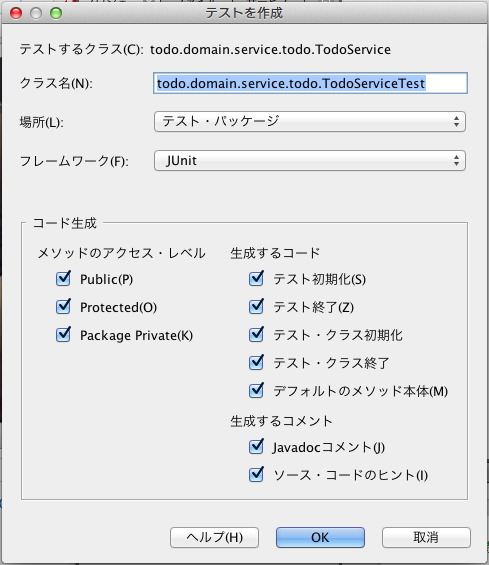 テストを作成
テストするクラス(C): todo.domain.service.todo.TodoService
クラス名(N): todo.domain.service.todo.TodoServiceTest
場所(L): テスト・パッケージ
フレームワーク(F): JUnit
コード生成
メソッドのアクセス・レベル
Public(P)
Protected(O)
Package Private(K)
生成するコード
テスト初期化(S)
テスト終了(Z)
テスト・クラス初期化
テスト・クラス終了
デフォルトのメソッド本体(M)
生成するコメント
Javadocコメント(J)
ソース・コードのヒント(I)
ヘルプ(H) OK 取消